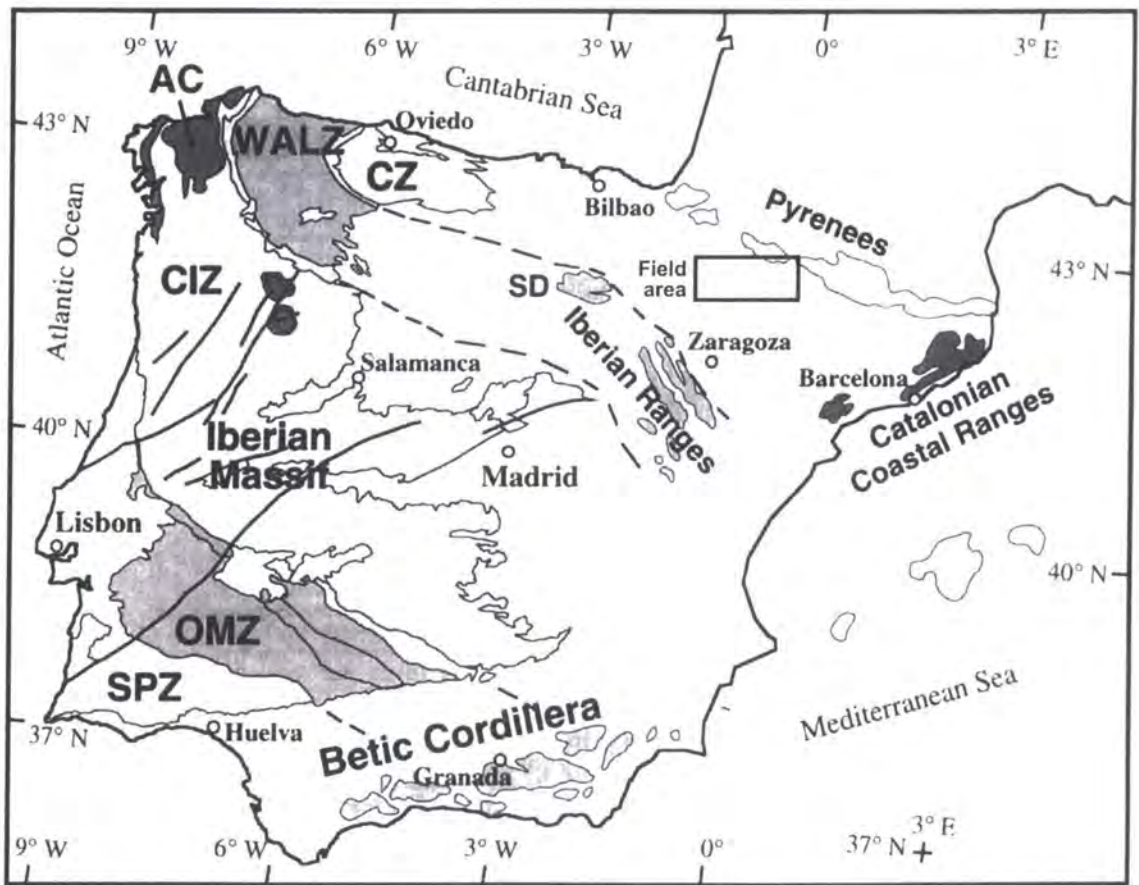 9° W
6° W
0°
3° E
AC
Cantabrian Sea
43° N
WALZ
Oviedo
CZ
Bilbao
Pyrenees
Atlantic Ocean
CIZ
SD
Field
area
43° N
Iberian Ranges
Zaragoza
Salamanca
Barcelona
Catalonian
Coastal Ranges
40° N
Iberian
Massif
Madrid
Lisbon
40° N
OMZ
SPZ
Mediterranean Sea
37° N
Huelva
Betic Cordillera
Granada
9° W
6° W
3° W
0°
37° N
3° E